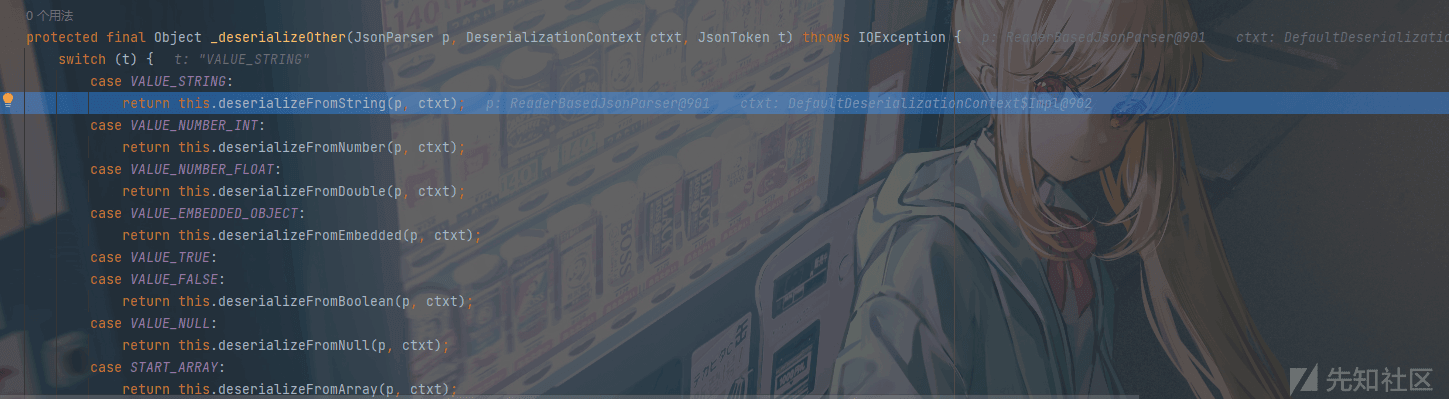 0 个用法
protected final Object _deserializeOther(JsonParser p, DeserializationContext ctxt, JsonToken t) throws IOException { p: ReaderBasedJsonParser@901 ctxt: DefaultDeserializatio
switch (t) { t: "VALUE_STRING"
case VALUE_STRING:
return this.deserializeFromString(p, ctxt); p: ReaderBasedJsonParser@901 ctxt: DefaultDeserializationContext$Impl@902
case VALUE_NUMBER_INT:
return this.deserializeFromNumber(p, ctxt);
case VALUE_NUMBER_FLOAT:
return this.deserializeFromDouble(p, ctxt);
case VALUE_EMBEDDED_OBJECT:
return this.deserializeFromEmbedded(p, ctxt);
case VALUE_TRUE:
case VALUE_FALSE:
return this.deserializeFromBoolean(p, ctxt);
case VALUE_NULL:
return this.deserializeFromNull(p, ctxt);
case START_ARRAY:
return this.deserializeFromArray(p, ctxt);
140
BOSS
先知社区